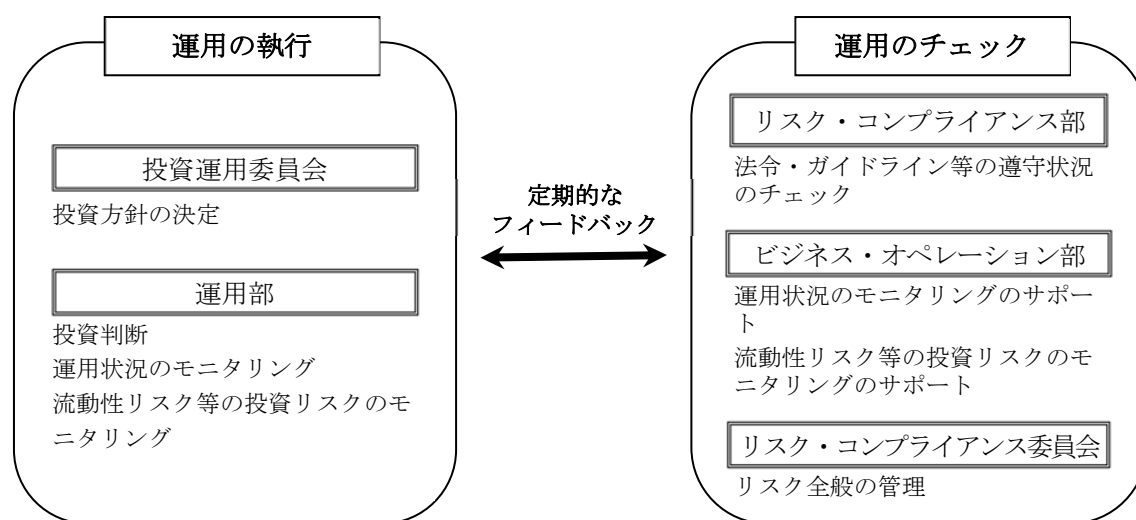 運用の執行
投資運用委員会
投資方針の決定
運用部
投資判断
運用状況のモニタリング
流動性リスク等の投資リスクのモ
ニタリング
定期的な
フィードバック
運用のチェック
リスク・コンプライアンス部
法令・ガイドライン等の遵守状況
のチェック
ビジネス・オペレーション部
運用状況のモニタリングのサポー
ト
流動性リスク等の投資リスクのモ
ニタリングのサポート
リスク・コンプライアンス委員会
リスク全般の管理